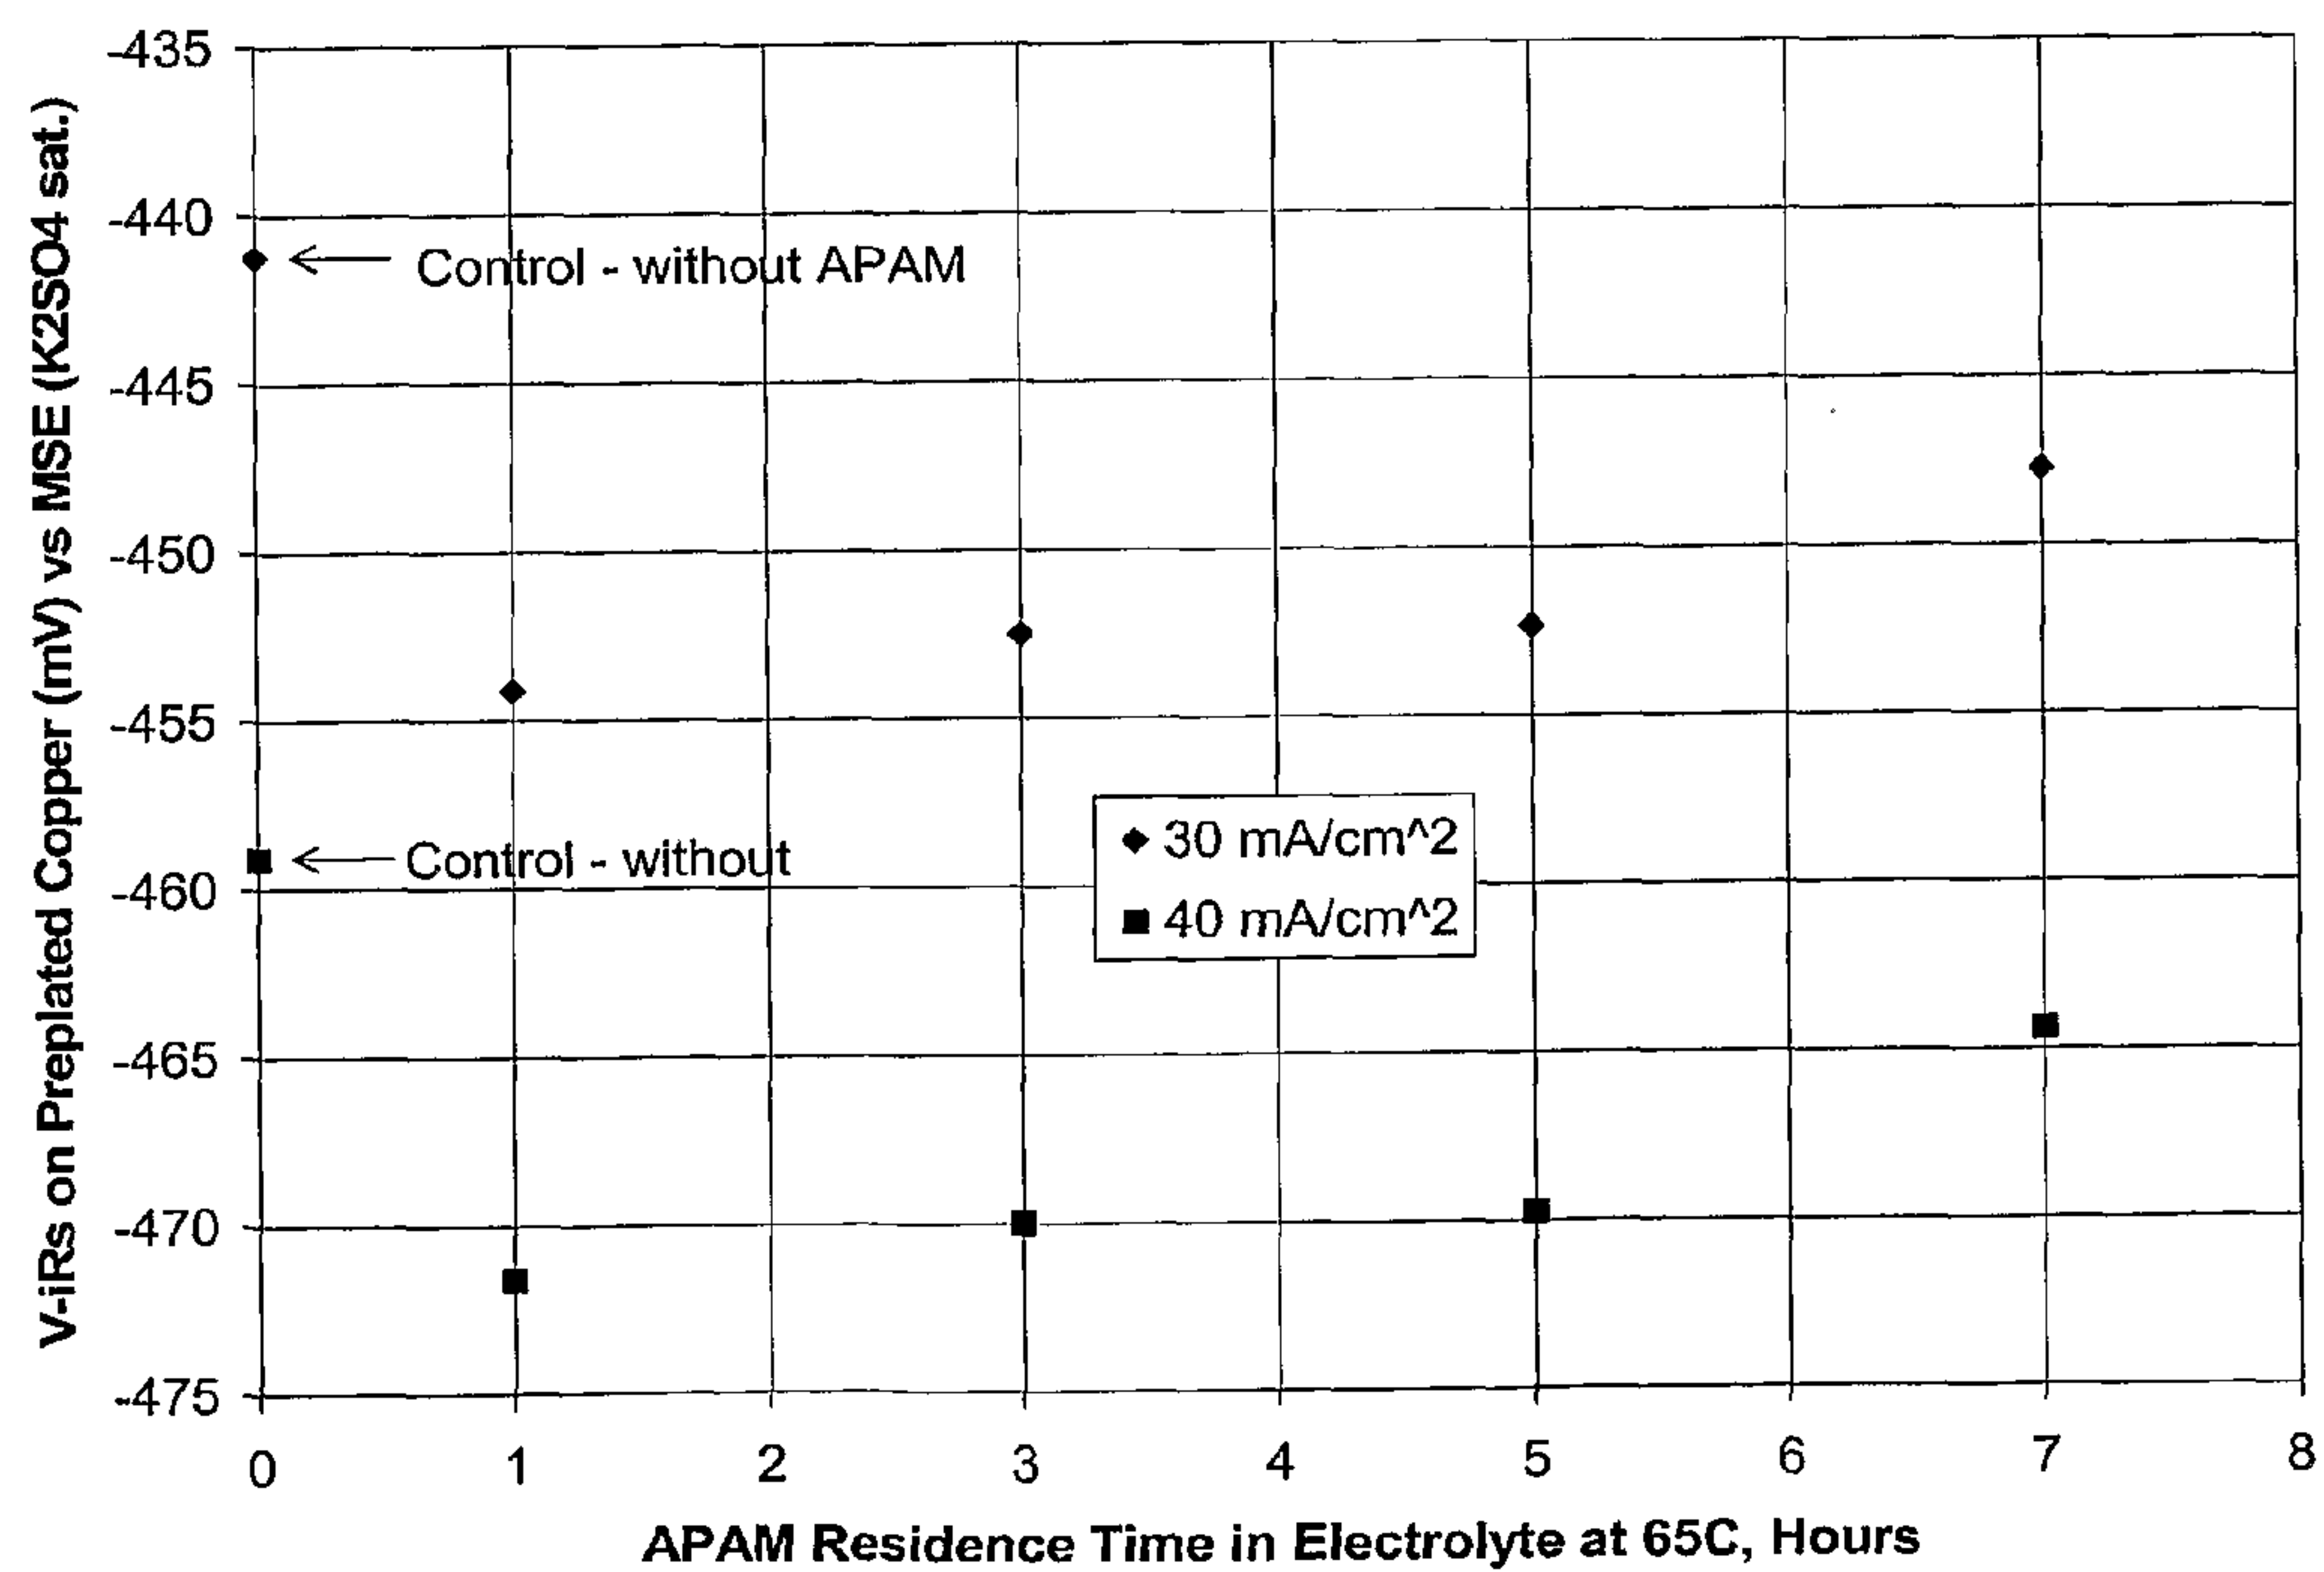 V-iRs on Preplated Copper (mV) vs MSE (K2SO4 sat.)
-435
-440
-445
-450
-455
-460
-465
-470
-475
Control - without APAM
Control - without
30 mA/cm^2
40 mA/cm^2
0 1 2 3 4 5 6 7 8
APAM Residence Time in Electrolyte at 65C, Hours